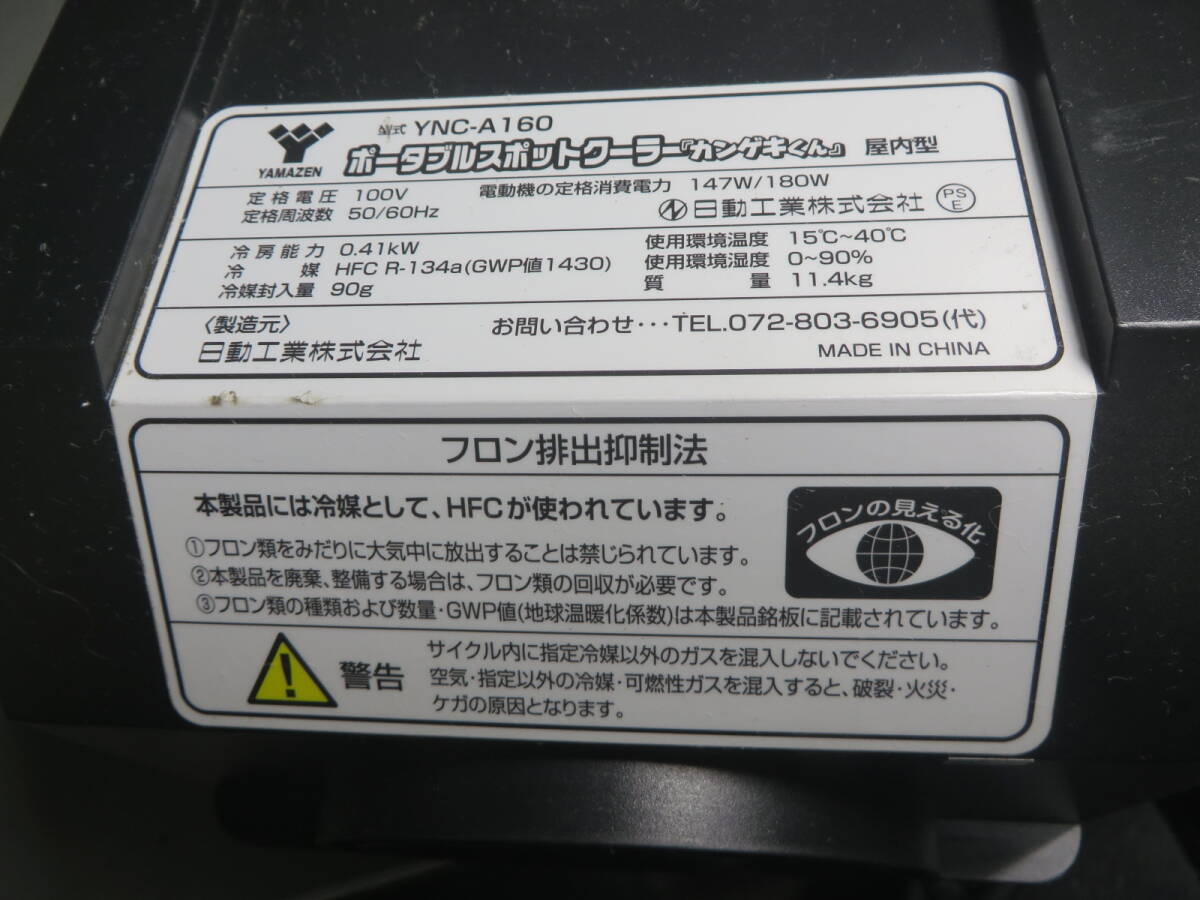 YAMAZEN
型式 YNC-A160
ポータブルスポットクーラー『カンゲキくん』 屋内型
定格電圧 100V 電動機の定格消費電力 147W/180W
定格周波数 50/60Hz 日動工業株式会社 PSE
冷房能力 0.41kW 使用環境温度 15℃~40℃
冷媒 HFC R-134a(GWP値1430) 使用環境湿度 0~90%
冷媒封入量 90g 質量 11.4kg
〈製造元〉 お問い合わせ･･･TEL.072-803-6905(代)
日動工業株式会社 MADE IN CHINA
フロン排出抑制法
本製品には冷媒として、HFCが使われています。
①フロン類をみだりに大気中に放出することは禁じられています。
②本製品を廃棄、整備する場合は、フロン類の回収が必要です。
③フロン類の種類および数量・GWP値(地球温暖化係数)は本製品銘板に記載されています。
フロンの見える化
警告
サイクル内に指定冷媒以外のガスを混入しないでください。
空気・指定以外の冷媒・可燃性ガスを混入すると、破裂・火災・
ケガの原因となります。